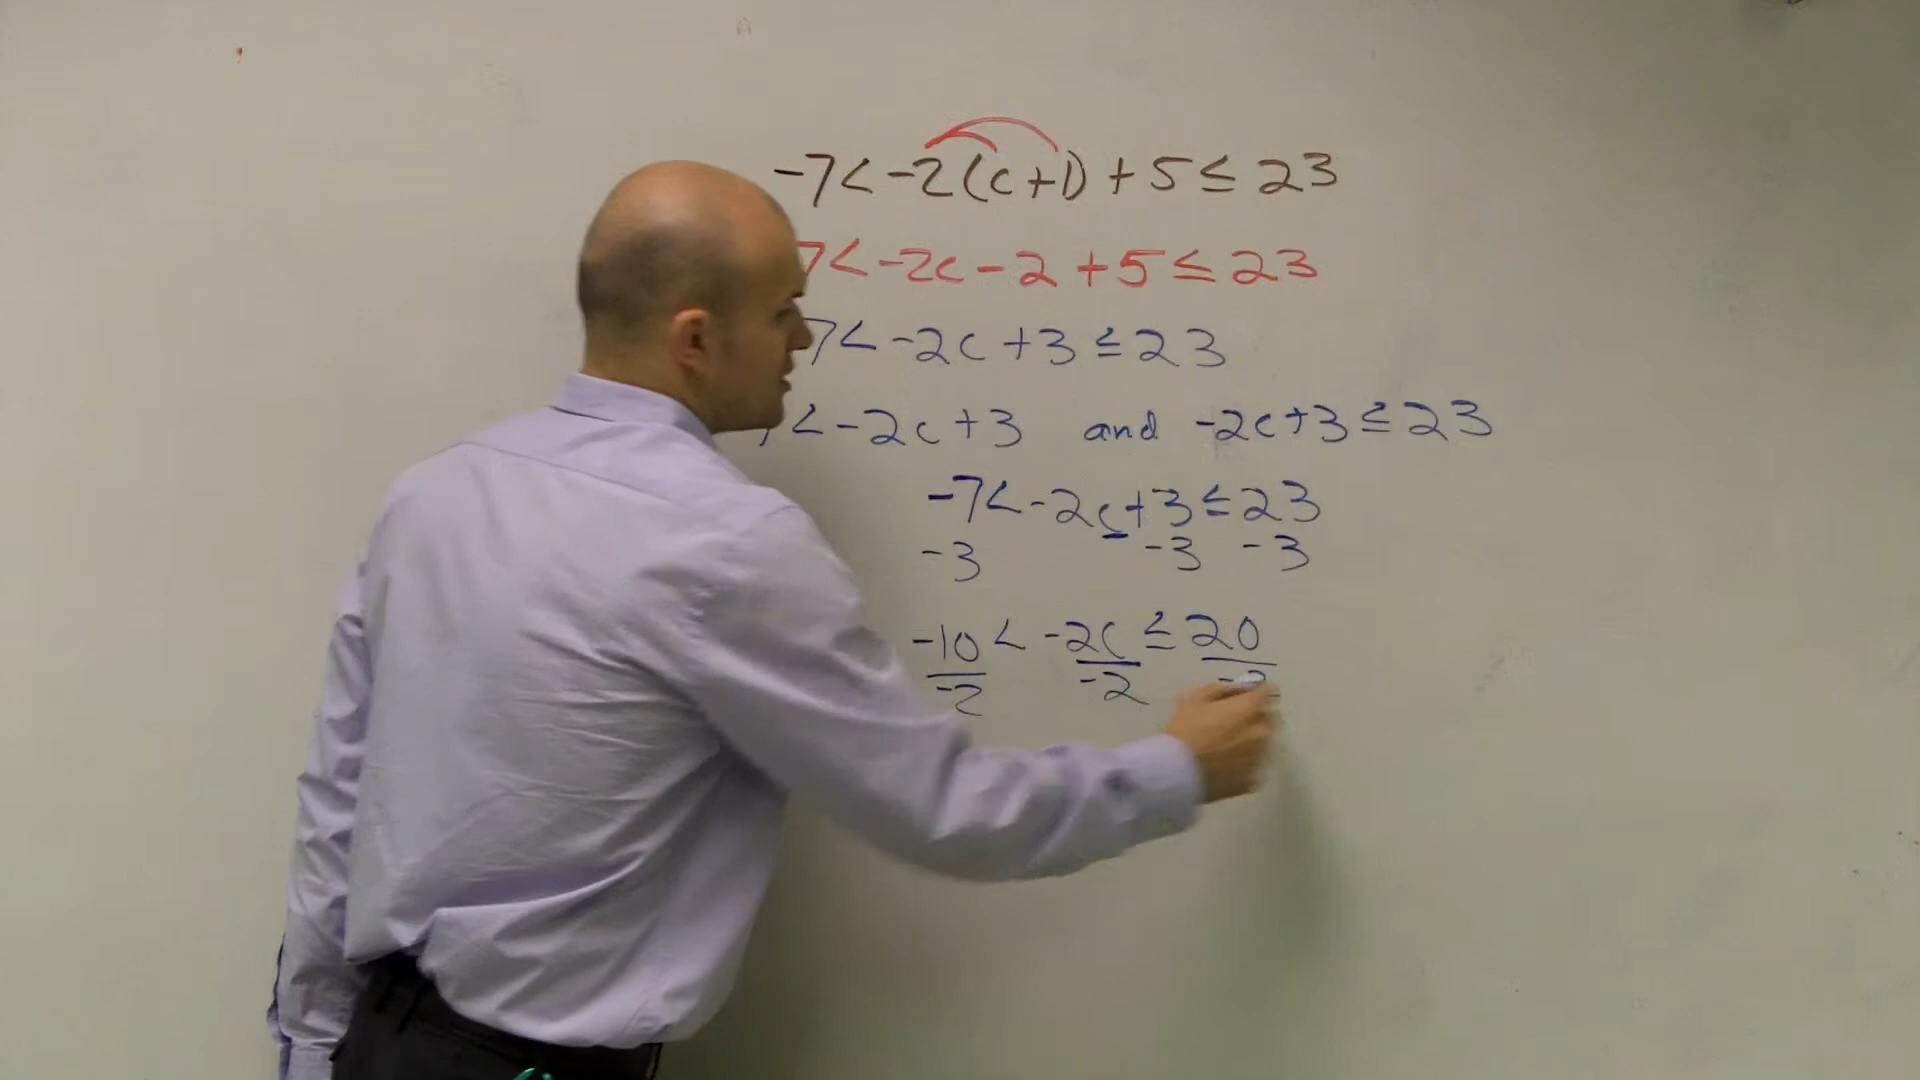 -7 < -2(c+1) + 5 ≤ 23
7 < -2c - 2 + 5 ≤ 23
7 < -2c + 3 ≤ 23
< -2c + 3 and -2c + 3 ≤ 23
-7 < -2c + 3 ≤ 23
-3 -3 -3
-10 < -2c ≤ 20
-2 -2 -2